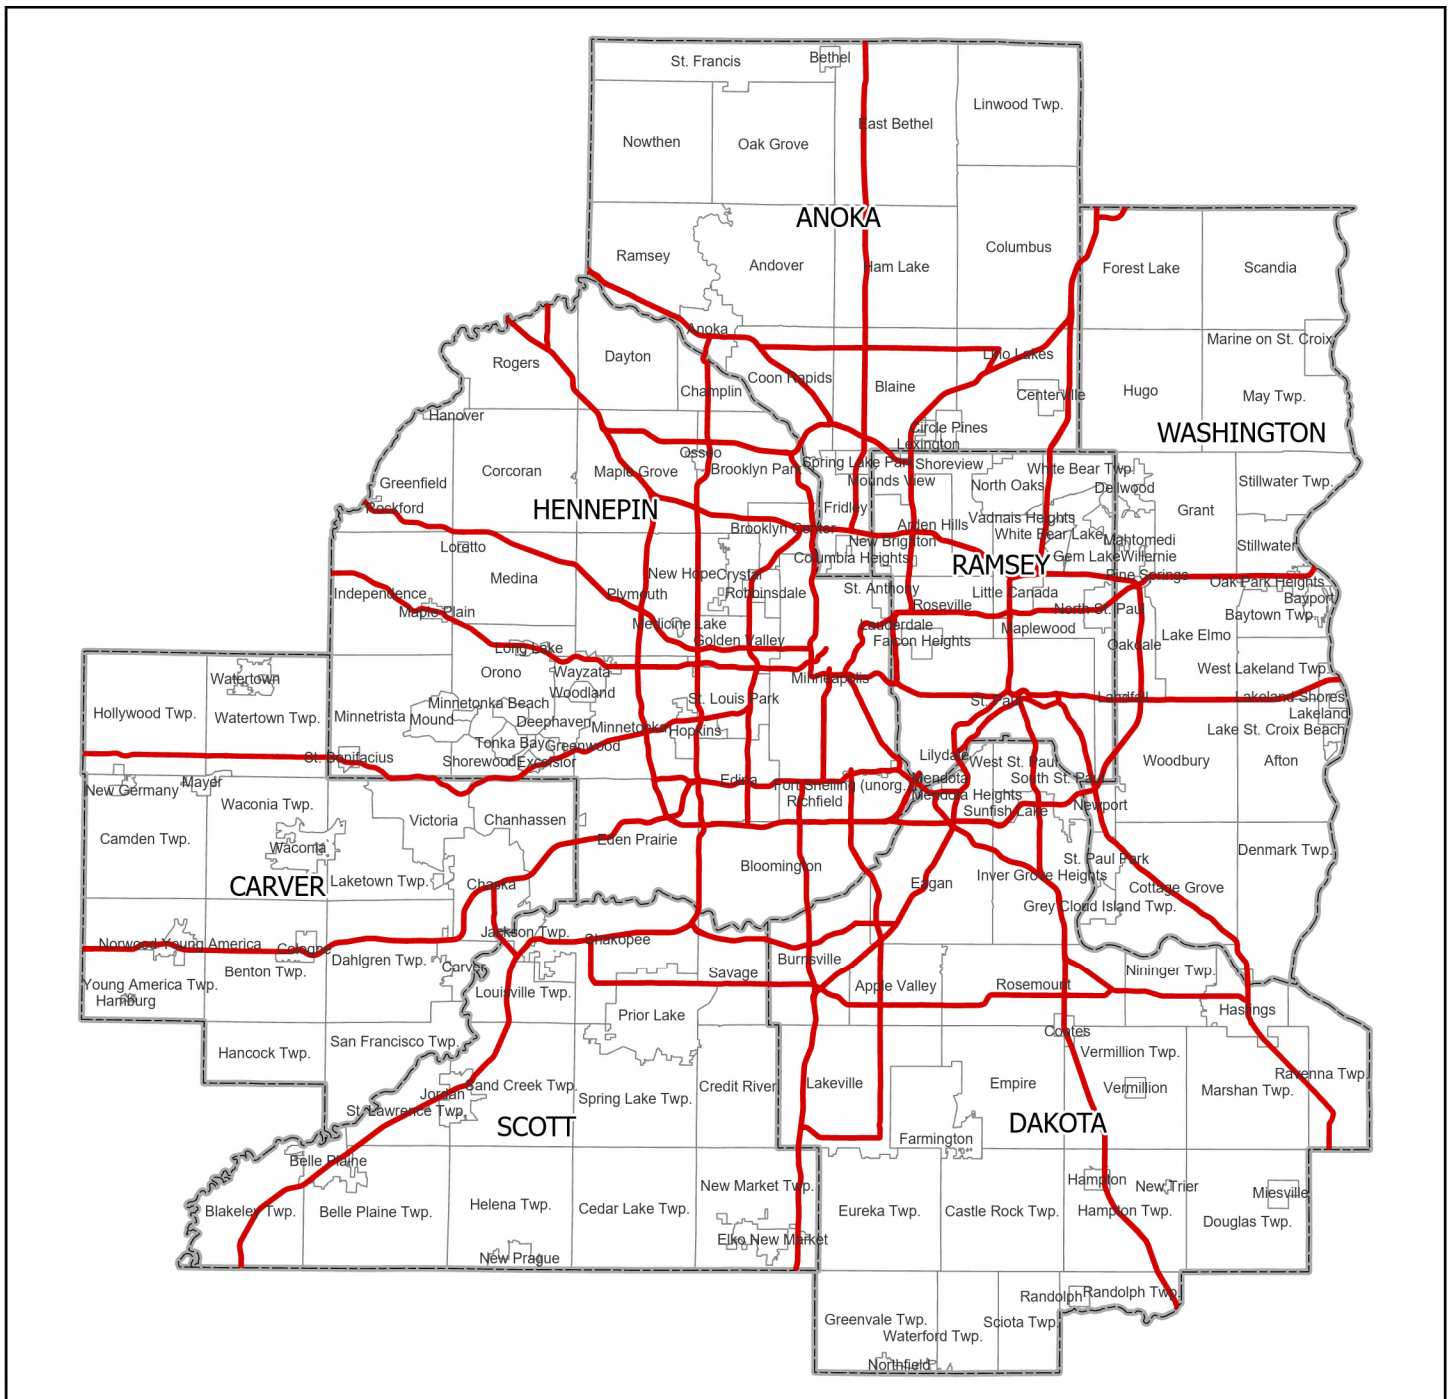 St. Francis
Bethel
Linwood Twp.
East Bethel
Nowthen
Oak Grove
ANOKA
Ramsey
Andover
Ham Lake
Columbus
Forest Lake
Scandia
Anoka
Marine on St. Croix
Rogers
Dayton
Lino Lakes
Coon Rapids
Champlin
Blaine
Centerville
Hugo
May Twp.
Hanover
Circle Pines
Lexington
WASHINGTON
Osseo
Corcoran
Maple Grove
Brooklyn Park
Spring Lake Park
Shoreview
White Bear Twp.
Mounds View
North Oaks
Dellwood
Stillwater Twp.
Greenfield
Rockford
HENNEPIN
Fridley
Grant
Brooklyn Center
Arden Hills
Vadnais Heights
White Bear Lake
Mahtomedi
New Brighton
Stillwater
Loretto
Columbia Heights
RAMSEY
Gem Lake
Willernie
Medina
New Hope
Crystal
Pine Springs
Oak Park Heights
Independence
Plymouth
Robbinsdale
St. Anthony
Little Canada
Bayport
Maple Plain
Roseville
North St. Paul
Baytown Twp.
Medicine Lake
Lauderdale
Maplewood
Lake Elmo
Long Lake
Golden Valley
Falcon Heights
Oakdale
Orono
Wayzata
West Lakeland Twp.
Watertown
Minneapolis
Woodland
Minnetonka Beach
St. Louis Park
St. Paul
Landfall
Lakeland Shores
Hollywood Twp.
Watertown Twp.
Minnetrista
Mound
Deephaven
Minnetonka
Hopkins
Lakeland
Lake St. Croix Beach
Tonka Bay
Greenwood
St. Bonifacius
Shorewood
Excelsior
Lilydale
West St. Paul
Woodbury
Afton
New Germany
Mayer
Edina
Fort Snelling (unorg.
Mendota
South St. Paul
Waconia Twp.
Richfield
Mendota Heights
Newport
Victoria
Chanhassen
Sunfish Lake
Camden Twp.
Waconia
Eden Prairie
Denmark Twp.
Bloomington
St. Paul Park
CARVER
Laketown Twp.
Chaska
Eagan
Inver Grove Heights
Cottage Grove
Grey Cloud Island Twp.
Norwood Young America
Cologne
Jackson Twp.
Shakopee
Dahlgren Twp.
Carver
Burnsville
Benton Twp.
Savage
Nininger Twp.
Young America Twp.
Hamburg
Louisville Twp.
Apple Valley
Rosemount
Prior Lake
Hastings
Hancock Twp.
San Francisco Twp.
Coates
Vermillion Twp.
Ravenna Twp.
Jordan
Sand Creek Twp.
Spring Lake Twp.
Credit River
Lakeville
Empire
Vermillion
Marshan Twp.
St. Lawrence Twp.
SCOTT
DAKOTA
Farmington
Belle Plaine
New Market Twp.
Hampton
New Trier
Miesville
Blakeley Twp.
Belle Plaine Twp.
Helena Twp.
Cedar Lake Twp.
Eureka Twp.
Castle Rock Twp.
Hampton Twp.
Douglas Twp.
Elko New Market
New Prague
Randolph
Randolph Twp.
Greenvale Twp.
Sciota Twp.
Waterford Twp.
Northfield